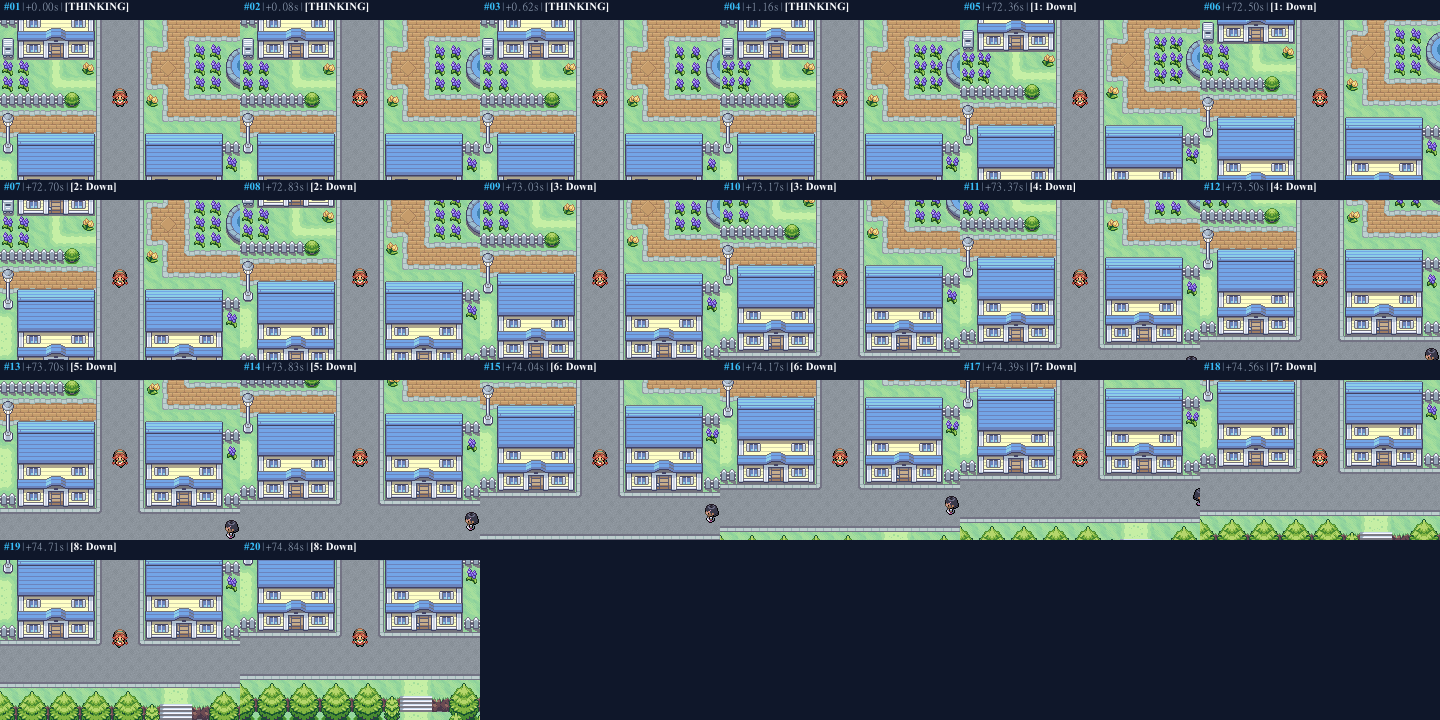 #01 | +0.00s | [THINKING]
#02 | +0.08s | [THINKING]
#03 | +0.62s | [THINKING]
#04 | +1.16s | [THINKING]
#05 | +72.36s | [1: Down]
#06 | +72.50s | [1: Down]
#07 | +72.70s | [2: Down]
#08 | +72.83s | [2: Down]
#09 | +73.03s | [3: Down]
#10 | +73.17s | [3: Down]
#11 | +73.37s | [4: Down]
#12 | +73.50s | [4: Down]
#13 | +73.70s | [5: Down]
#14 | +73.83s | [5: Down]
#15 | +74.04s | [6: Down]
#16 | +74.17s | [6: Down]
#17 | +74.39s | [7: Down]
#18 | +74.56s | [7: Down]
#19 | +74.71s | [8: Down]
#20 | +74.84s | [8: Down]